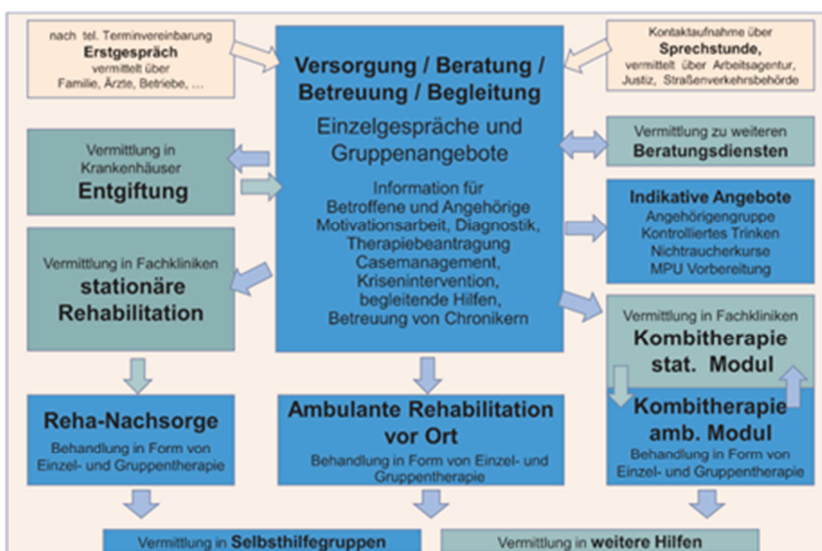 nach tel. Terminvereinbarung
Erstgespräch
vermittelt über
Familie, Ärzte, Betriebe, ...
Versorgung / Beratung /
Betreuung / Begleitung
Einzelgespräche und
Gruppenangebote
Information für
Betroffene und Angehörige
Motivationsarbeit, Diagnostik,
Therapiebeantragung
Casemanagement,
Krisenintervention,
begleitende Hilfen,
Betreuung von Chronikern
Kontaktaufnahme über
Sprechstunde,
vermittelt über Arbeitsagentur,
Justiz, Straßenverkehrsbehörde
Vermittlung in
Krankenhäuser
Entgiftung
Vermittlung zu weiteren
Beratungsdiensten
Indikative Angebote
Angehörigengruppe
Kontrolliertes Trinken
Nichtraucherkurse
MPU Vorbereitung
Vermittlung in Fachkliniken
stationäre
Rehabilitation
Vermittlung in Fachkliniken
Kombitherapie
stat. Modul
Reha-Nachsorge
Behandlung in Form von
Einzel- und Gruppentherapie
Ambulante Rehabilitation
vor Ort
Behandlung in Form von Einzel- und
Gruppentherapie
Kombitherapie
amb. Modul
Behandlung in Form von
Einzel- und Gruppentherapie
Vermittlung in Selbsthilfegruppen
Vermittlung in weitere Hilfen